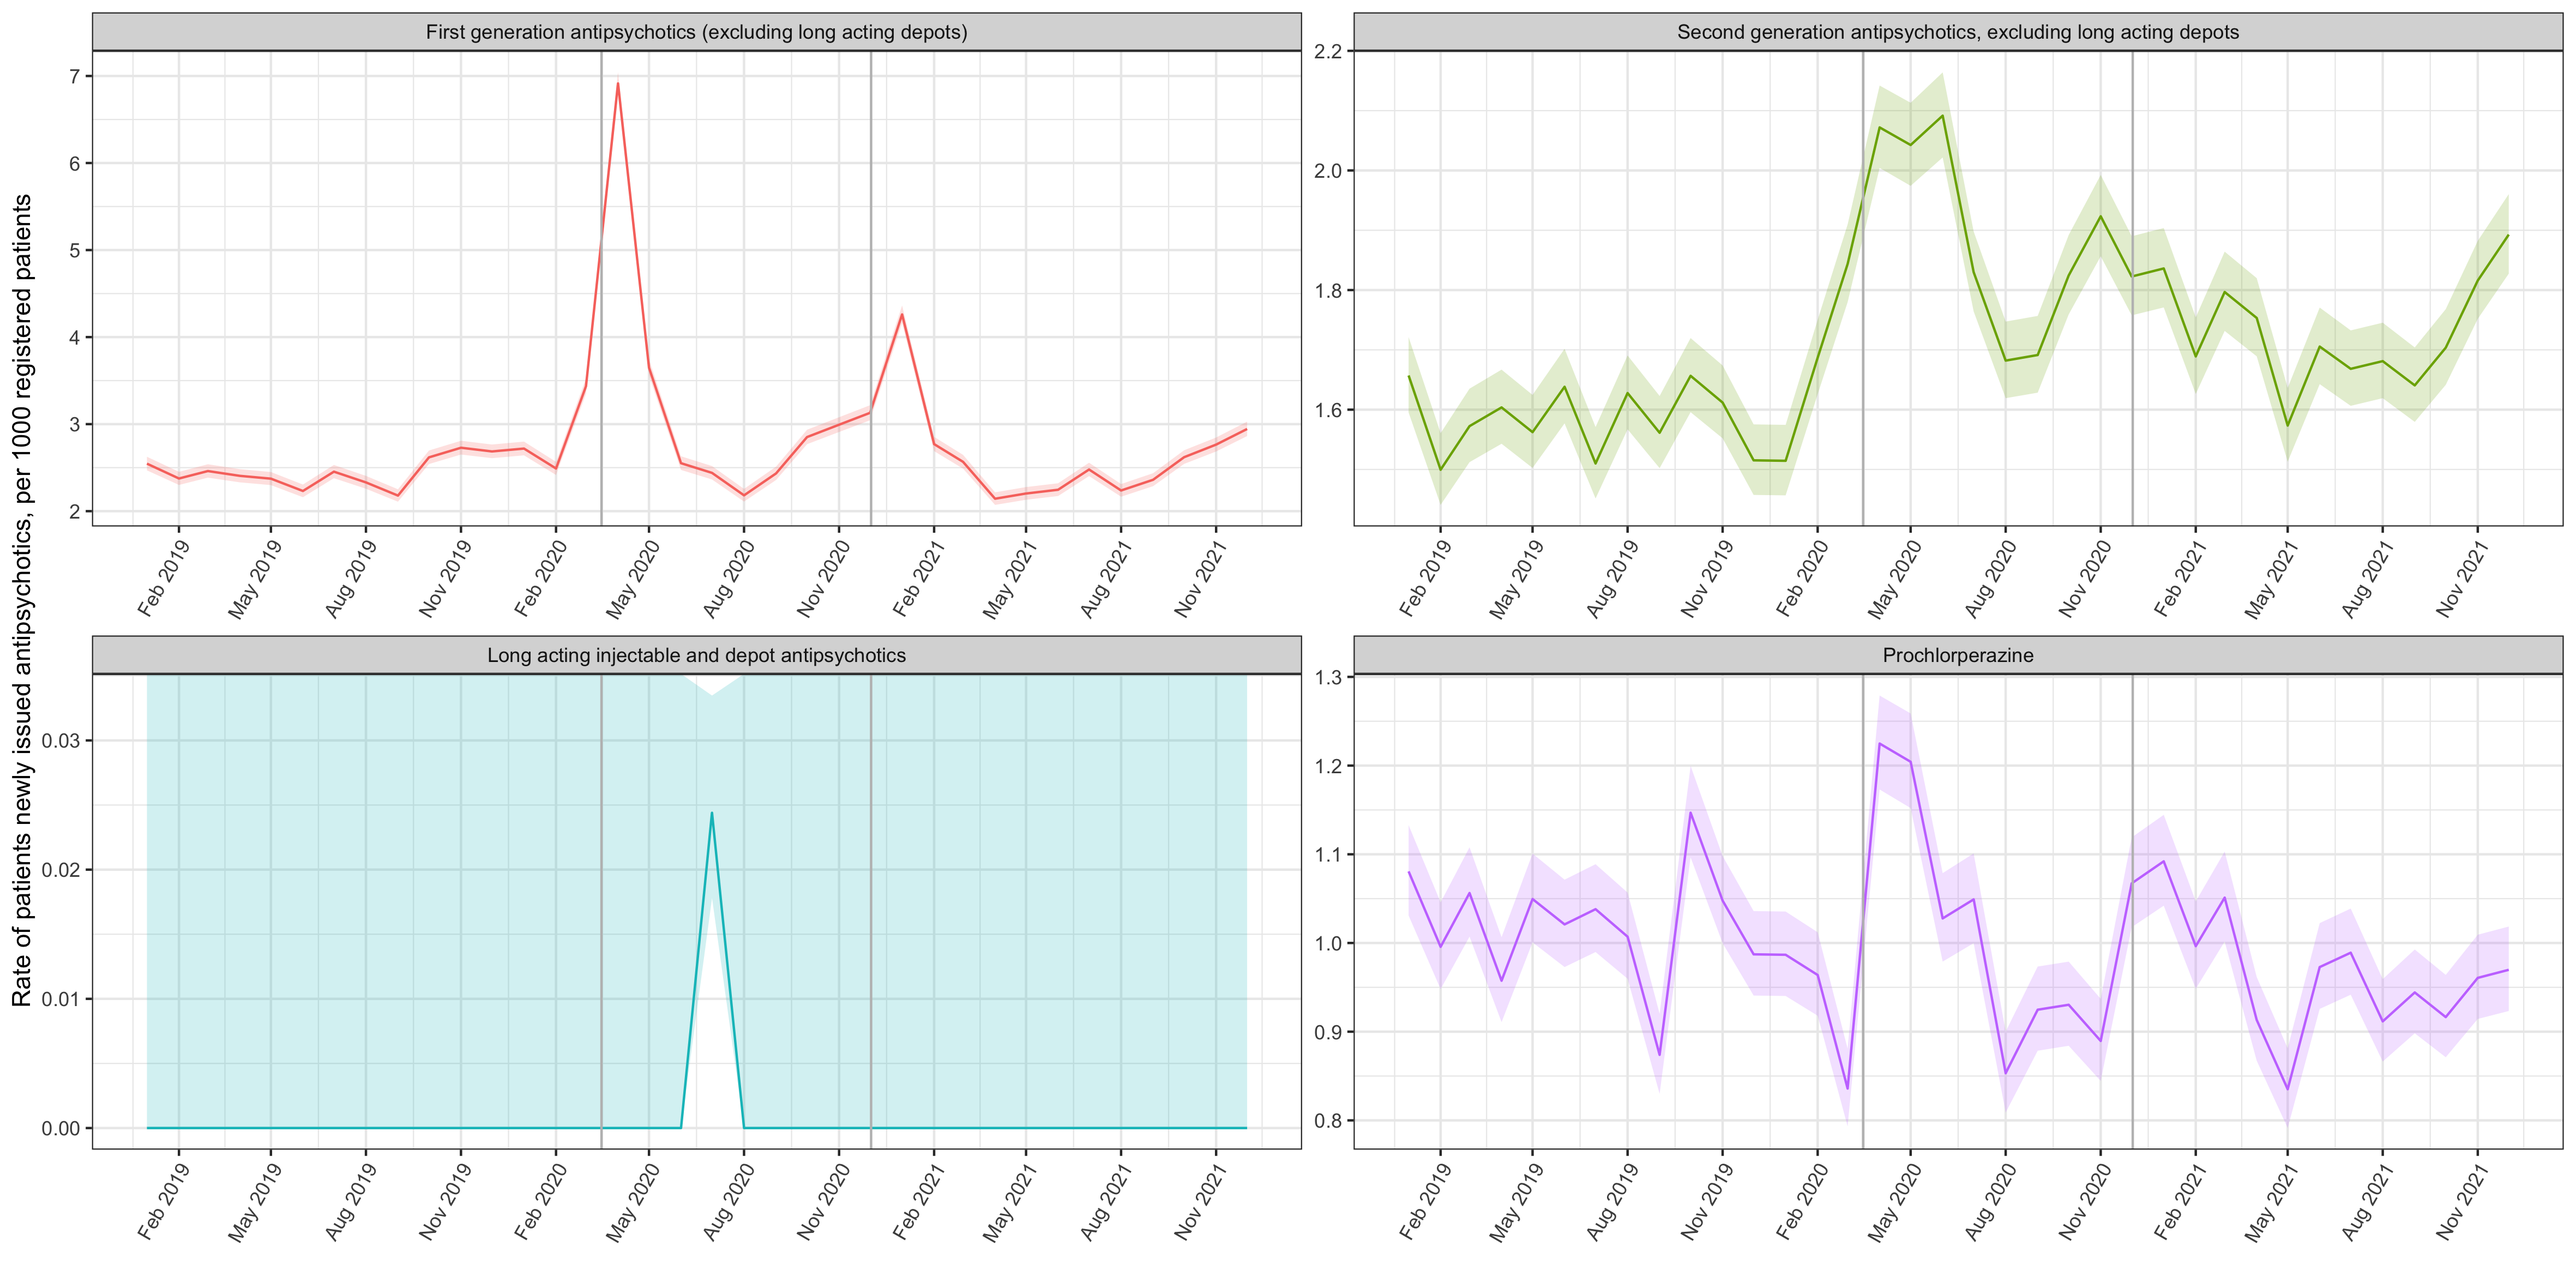 Rate of patients newly issued antipsychotics, per 1000 registered patients
First generation antipsychotics (excluding long acting depots)
7
6
5
4
3
2
Feb 2019
May 2019
Aug 2019
Nov 2019
Feb 2020
May 2020
Aug 2020
Nov 2020
Feb 2021
May 2021
Aug 2021
Nov 2021
Second generation antipsychotics, excluding long acting depots
2.2
2.0
1.8
1.6
Feb 2019
May 2019
Aug 2019
Nov 2019
Feb 2020
May 2020
Aug 2020
Nov 2020
Feb 2021
May 2021
Aug 2021
Nov 2021
Long acting injectable and depot antipsychotics
0.03
0.02
0.01
0.00
Feb 2019
May 2019
Aug 2019
Nov 2019
Feb 2020
May 2020
Aug 2020
Nov 2020
Feb 2021
May 2021
Aug 2021
Nov 2021
Prochlorperazine
1.3
1.2
1.1
1.0
0.9
0.8
Feb 2019
May 2019
Aug 2019
Nov 2019
Feb 2020
May 2020
Aug 2020
Nov 2020
Feb 2021
May 2021
Aug 2021
Nov 2021